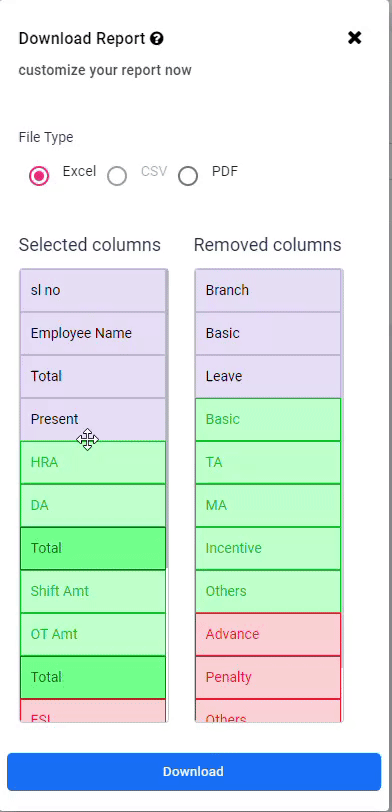 Download Report
customize your report now
File Type
Excel
CSV
PDF
Selected columns
sl no
Employee Name
Total
Present
HRA
DA
Total
Shift Amt
OT Amt
Total
ESI
Removed columns
Branch
Basic
Leave
Basic
TA
MA
Incentive
Others
Advance
Penalty
Others
Download